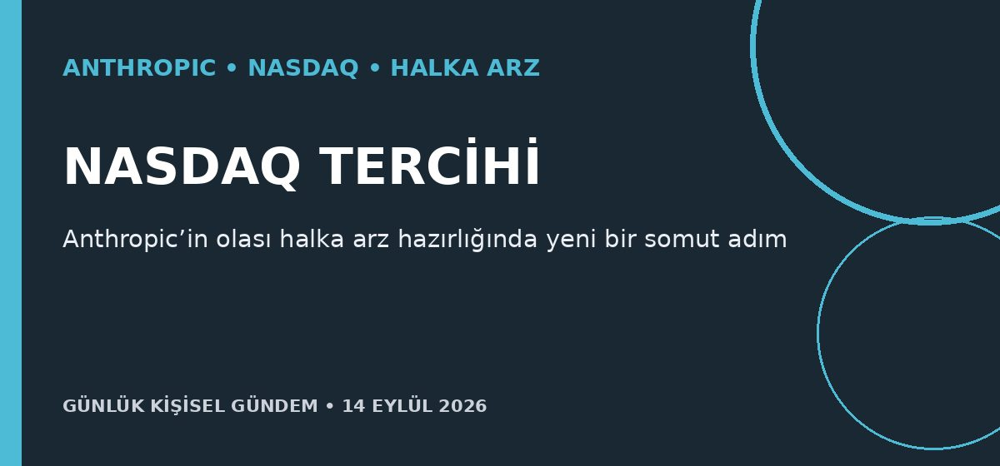 ANTHROPIC • NASDAQ • HALKA ARZ
NASDAQ TERCİHİ
Anthropic’in olası halka arz hazırlığında yeni bir somut adım
GÜNLÜK KİŞİSEL GÜNDEM • 14 EYLÜL 2026